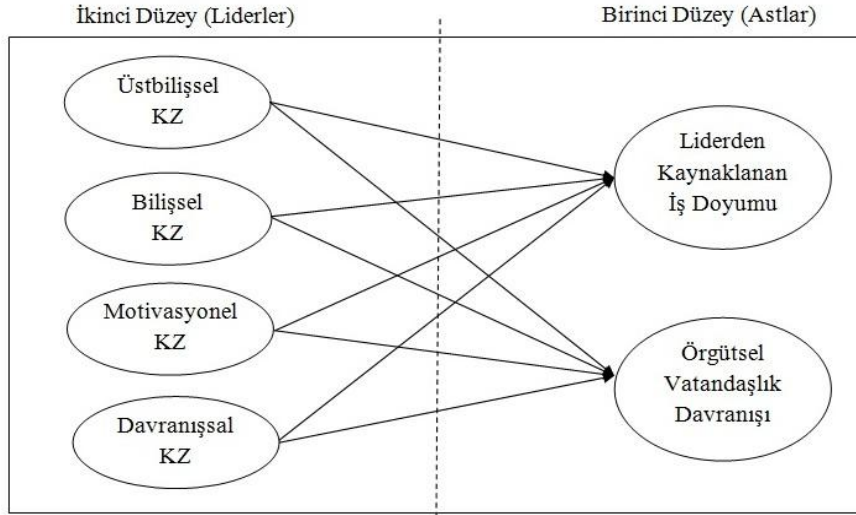 İkinci Düzey (Liderler)
Birinci Düzey (Astlar)
Üstbilişsel
KZ
Bilişsel
KZ
Motivasyonel
KZ
Davranışsal
KZ
Liderden
Kaynaklanan
İş Doyumu
Örgütsel
Vatandaşlık
Davranışı